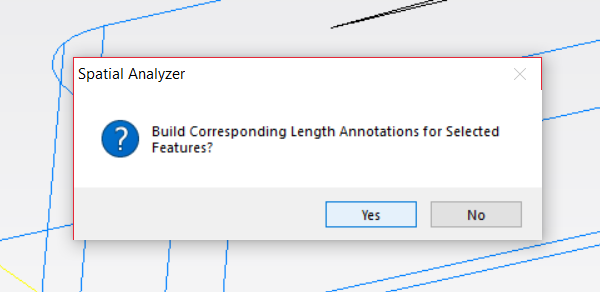 Spatial Analyzer
Build Corresponding Length Annotations for Selected
Features?
Yes
No